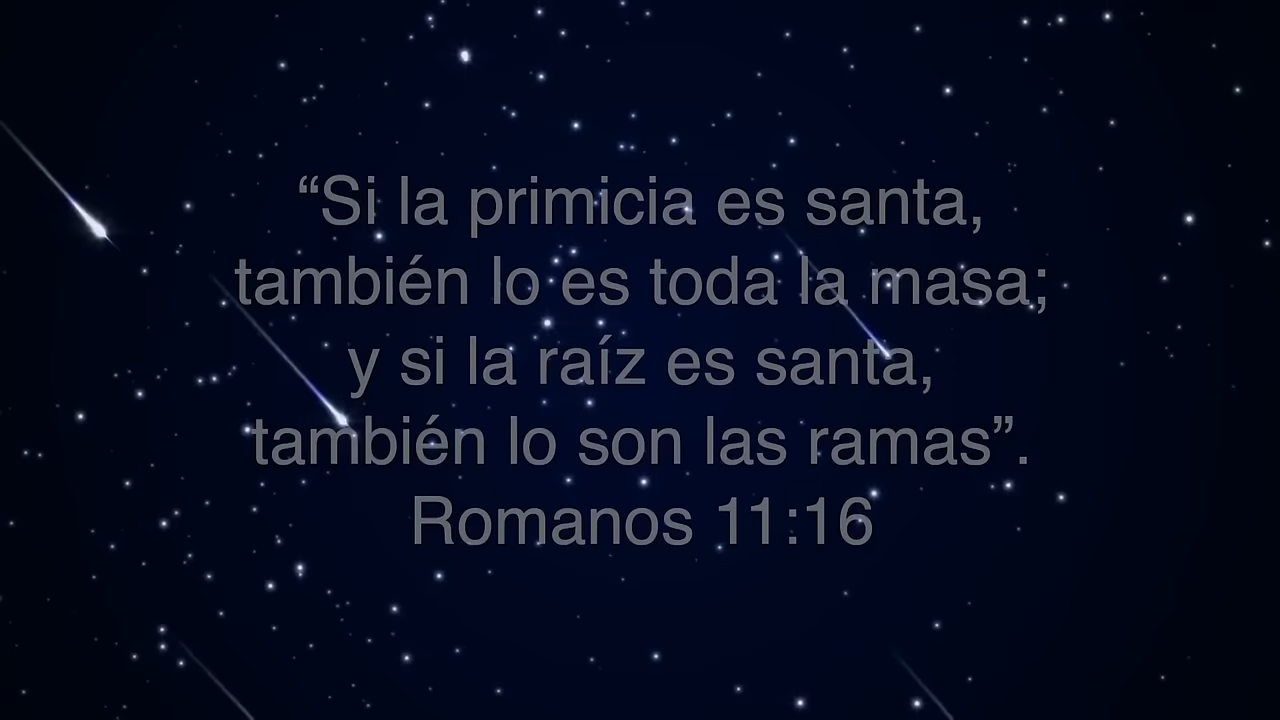 “Si la primicia es santa,
también lo es toda la masa;
y si la raíz es santa,
también lo son las ramas”.
Romanos 11:16